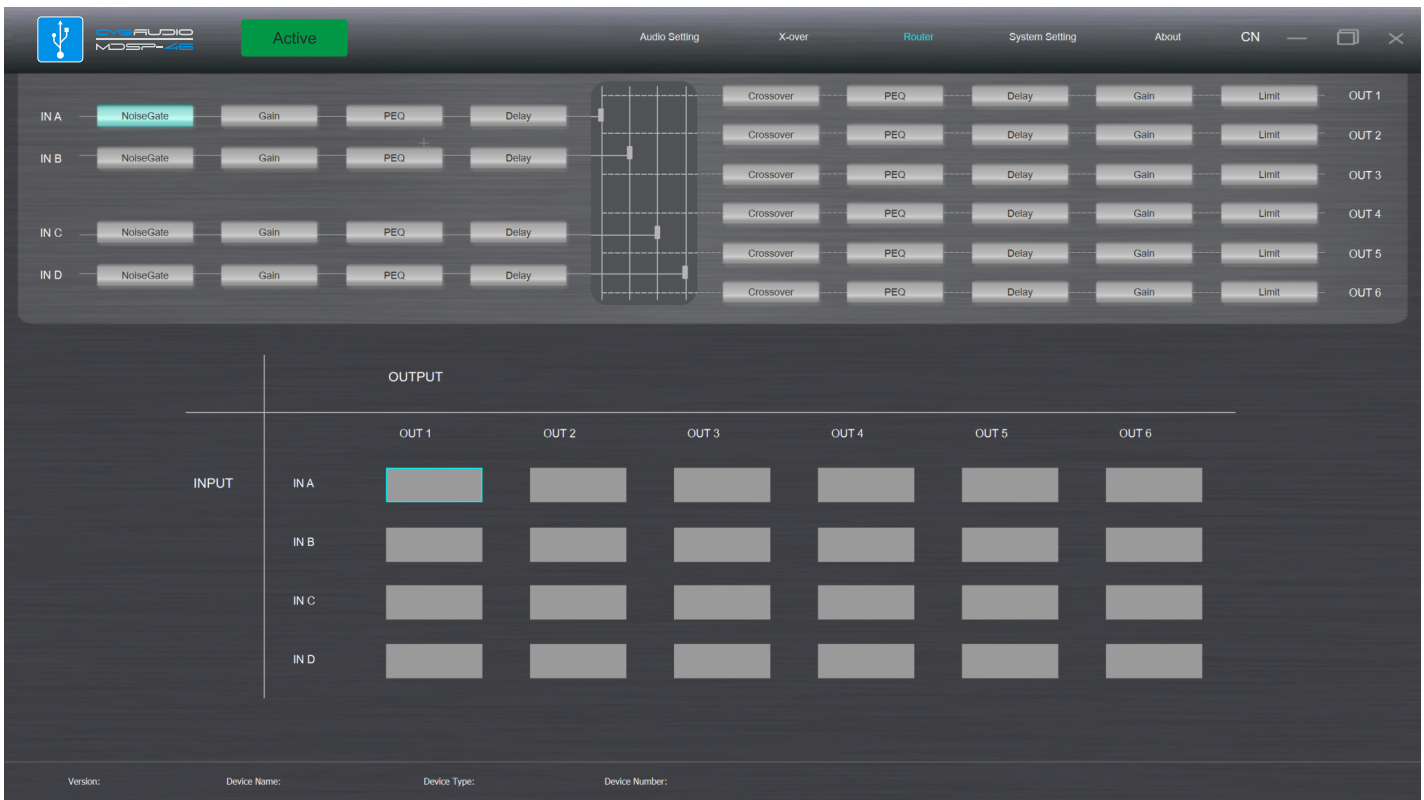 CVGAUDIO
MDSP-46
Active
Audio Setting X-over Router System Setting About CN
IN A NoiseGate Gain PEQ Delay
IN B NoiseGate Gain PEQ Delay
IN C NoiseGate Gain PEQ Delay
IN D NoiseGate Gain PEQ Delay
Crossover PEQ Delay Gain Limit OUT 1
Crossover PEQ Delay Gain Limit OUT 2
Crossover PEQ Delay Gain Limit OUT 3
Crossover PEQ Delay Gain Limit OUT 4
Crossover PEQ Delay Gain Limit OUT 5
Crossover PEQ Delay Gain Limit OUT 6
OUTPUT
OUT 1 OUT 2 OUT 3 OUT 4 OUT 5 OUT 6
INPUT IN A
IN B
IN C
IN D
Version: Device Name: Device Type: Device Number: